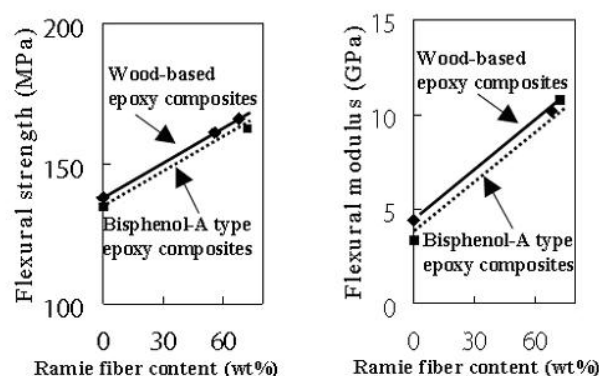 Flexural strength (MPa)
200
150
100
Wood-based
epoxy composites
Bisphenol-A type
epoxy composites
0 30 60
Ramie fiber content (wt%)
Flexural modulus (GPa)
15
10
5
0
Wood-based
epoxy composites
Bisphenol-A type
epoxy composites
0 30 60
Ramie fiber content (wt%)